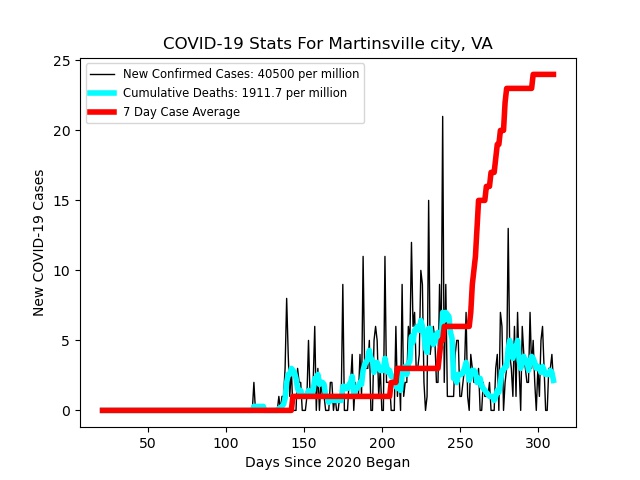 COVID-19 Stats For Martinsville city, VA
New Confirmed Cases: 40500 per million
Cumulative Deaths: 1911.7 per million
7 Day Case Average
New COVID-19 Cases
25
20
15
10
5
0
50 100 150 200 250 300
Days Since 2020 Began